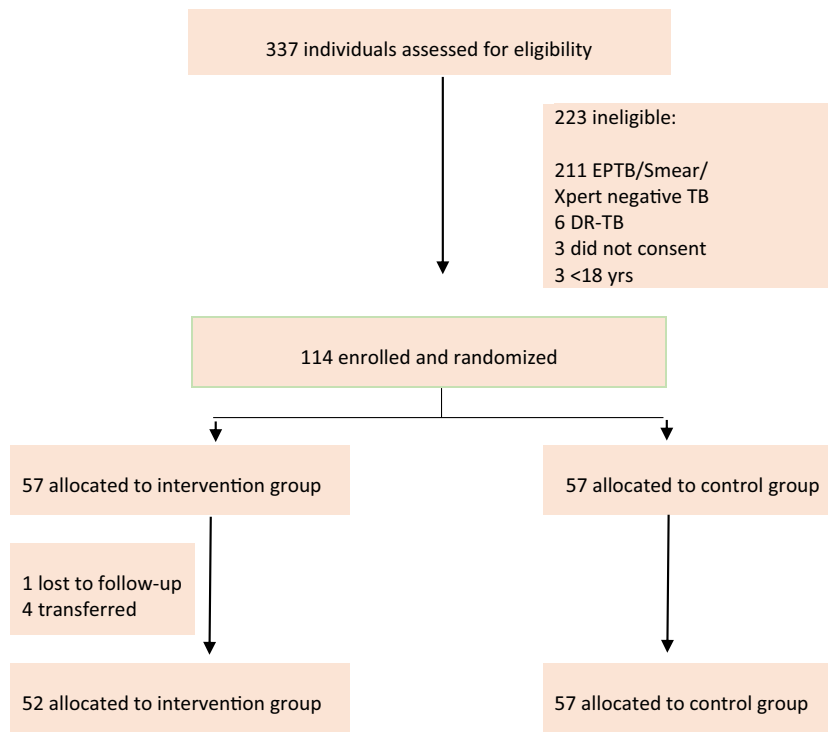 337 individuals assessed for eligibility
223 ineligible:
211 EPTB/Smear/
Xpert negative TB
6 DR-TB
3 did not consent
3 <18 yrs
114 enrolled and randomized
57 allocated to intervention group
57 allocated to control group
1 lost to follow-up
4 transferred
52 allocated to intervention group
57 allocated to control group